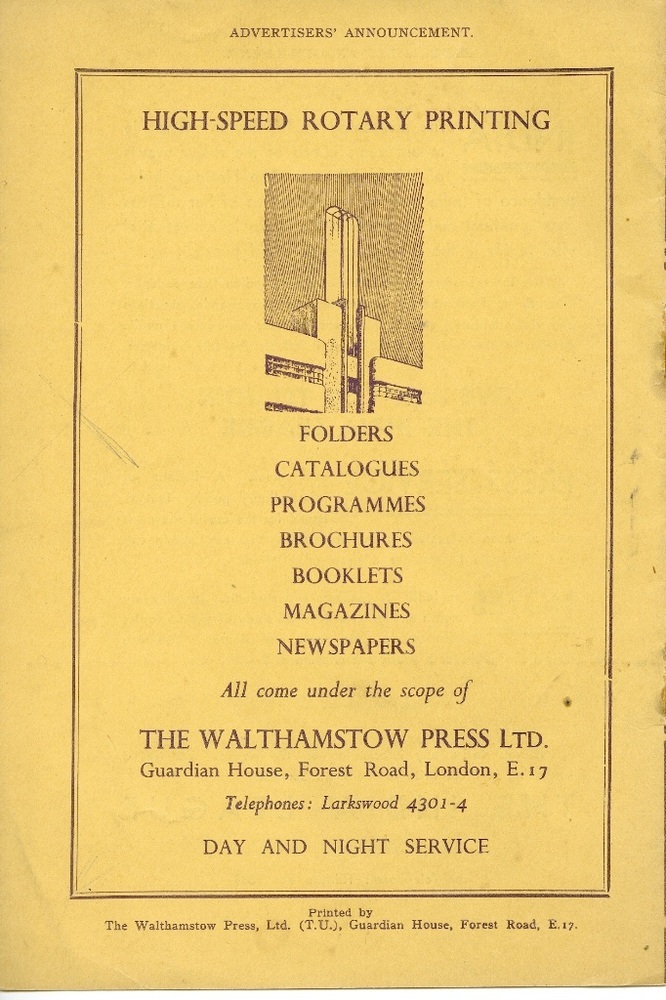 ADVERTISERS' ANNOUNCEMENT.
HIGH-SPEED ROTARY PRINTING
FOLDERS
CATALOGUES
PROGRAMMES
BROCHURES
BOOKLETS
MAGAZINES
NEWSPAPERS
All come under the scope of
THE WALTHAMSTOW PRESS LTD.
Guardian House, Forest Road, London, E.17
Telephones: Larkswood 4301-4
DAY AND NIGHT SERVICE
Printed by
The Walthamstow Press, Ltd. (T.U.), Guardian House, Forest Road, E.17.